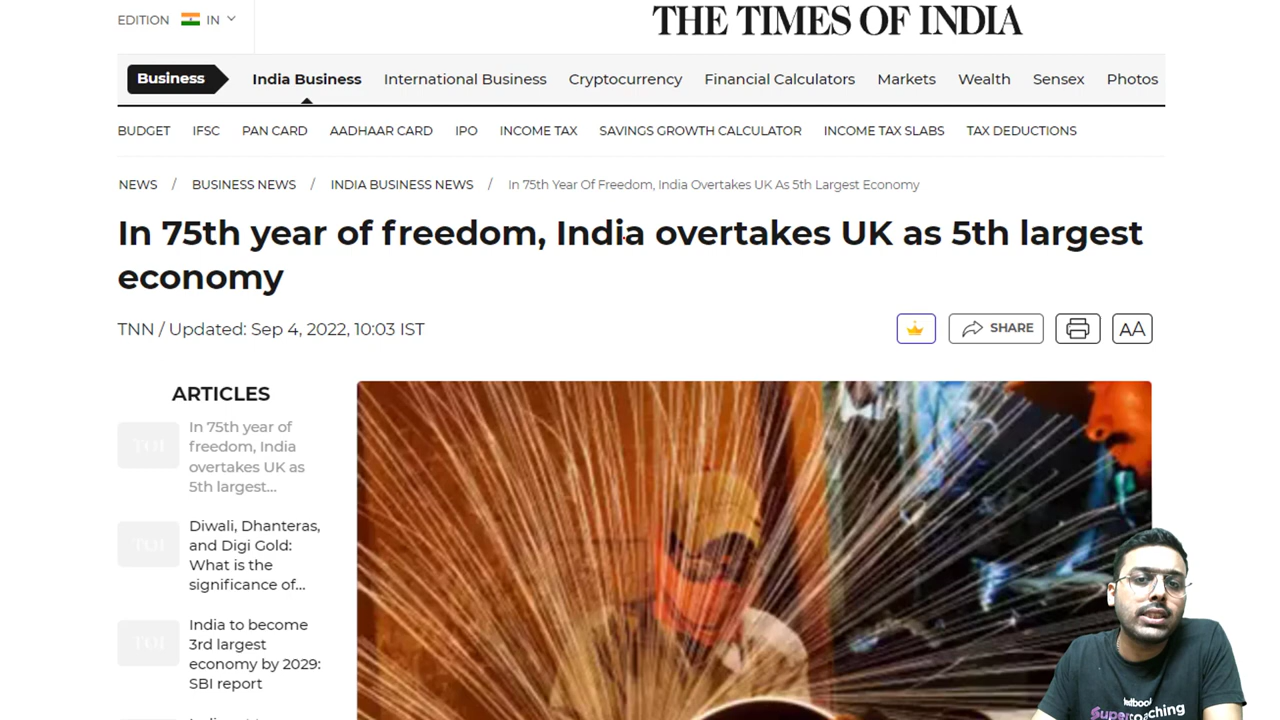 EDITION IN
THE TIMES OF INDIA
Business India Business International Business Cryptocurrency Financial Calculators Markets Wealth Sensex Photos
BUDGET IFSC PAN CARD AADHAAR CARD IPO INCOME TAX SAVINGS GROWTH CALCULATOR INCOME TAX SLABS TAX DEDUCTIONS
NEWS / BUSINESS NEWS / INDIA BUSINESS NEWS / In 75th Year Of Freedom, India Overtakes UK As 5th Largest Economy
In 75th year of freedom, India overtakes UK as 5th largest
economy
TNN / Updated: Sep 4, 2022, 10:03 IST
SHARE
AA
ARTICLES
TOI
In 75th year of
freedom, India
overtakes UK as
5th largest...
TOI
Diwali, Dhanteras,
and Digi Gold:
What is the
significance of...
TOI
India to become
3rd largest
economy by 2029:
SBI report
testbook
Supercoaching